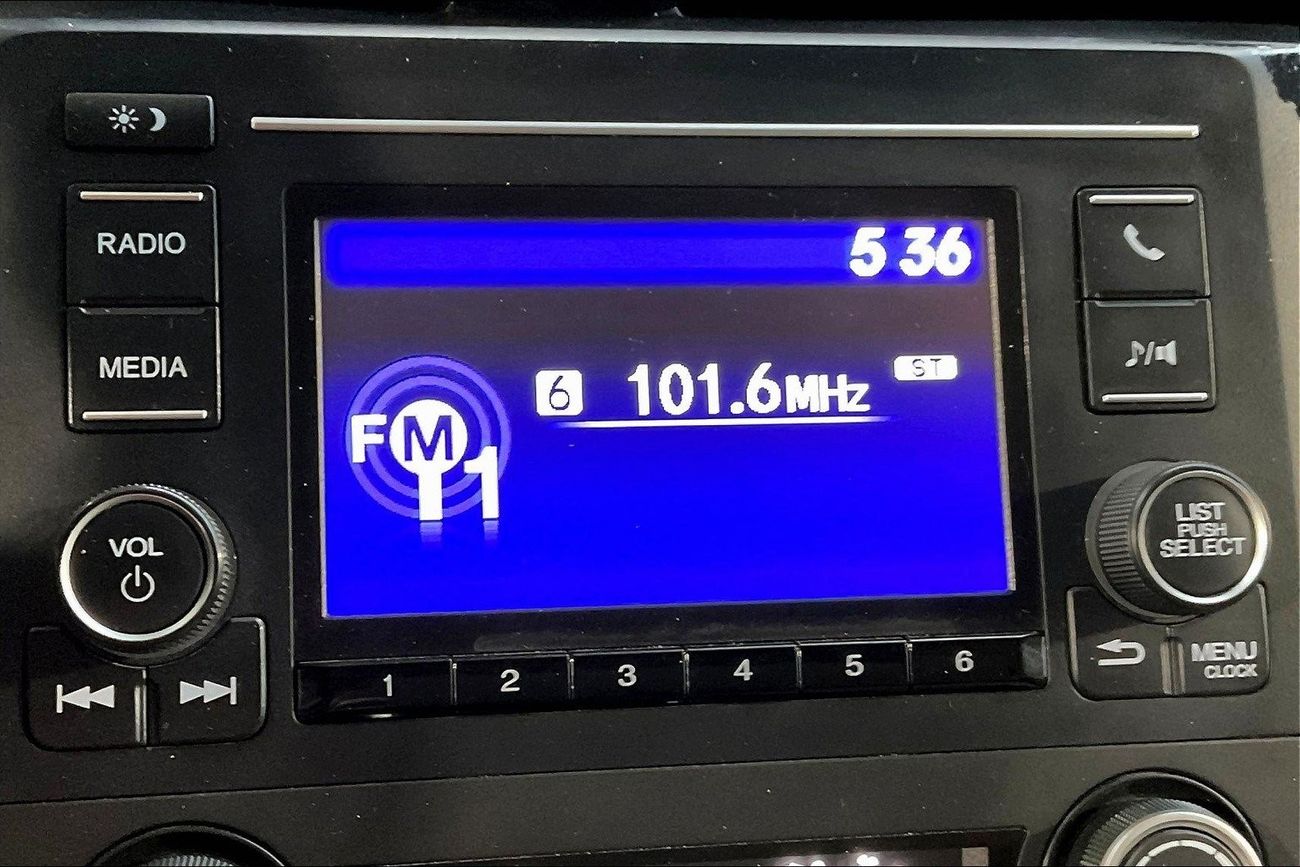 RADIO
MEDIA
VOL
5 36
6 101.6MHz ST
FM
1
1 2 3 4 5 6
LIST
PUSH
SELECT
MENU
CLOCK